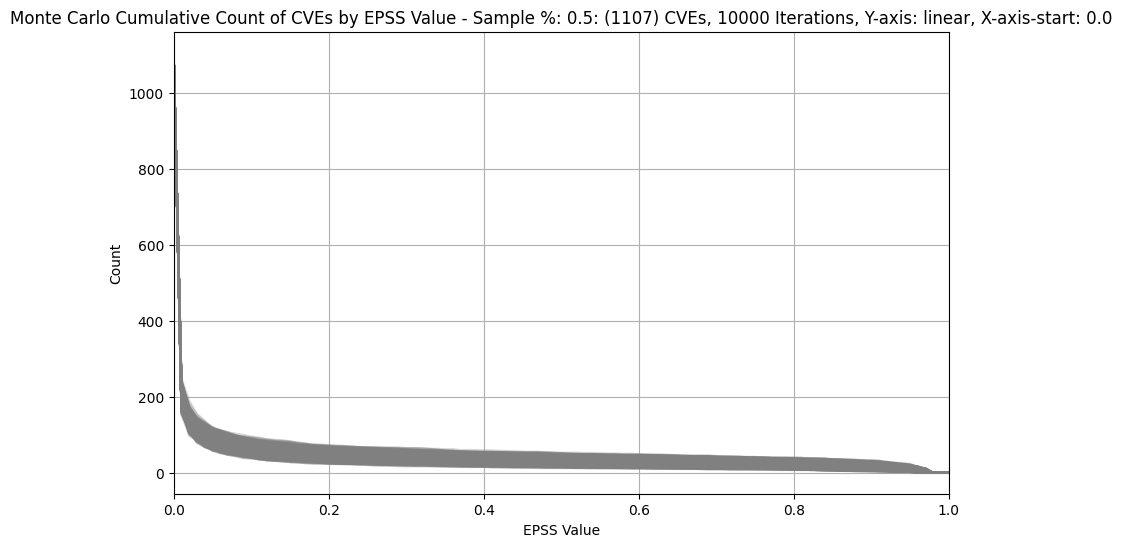 Monte Carlo Cumulative Count of CVEs by EPSS Value - Sample %: 0.5: (1107) CVEs, 10000 Iterations, Y-axis: linear, X-axis-start: 0.0
1000
800
600
400
200
0
Count
0.0 0.2 0.4 0.6 0.8 1.0
EPSS Value